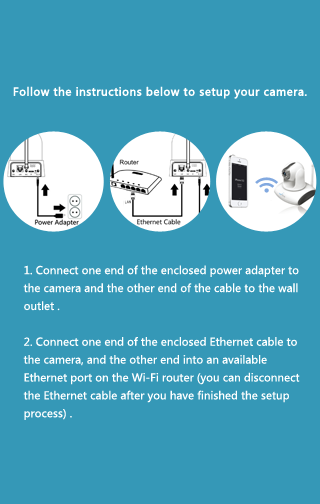 Follow the instructions below to setup your camera.
Router
LAN
Power Adapter
Ethernet Cable
1. Connect one end of the enclosed power adapter to
the camera and the other end of the cable to the wall
outlet .
2. Connect one end of the enclosed Ethernet cable to
the camera, and the other end into an available
Ethernet port on the Wi-Fi router (you can disconnect
the Ethernet cable after you have finished the setup
process) .